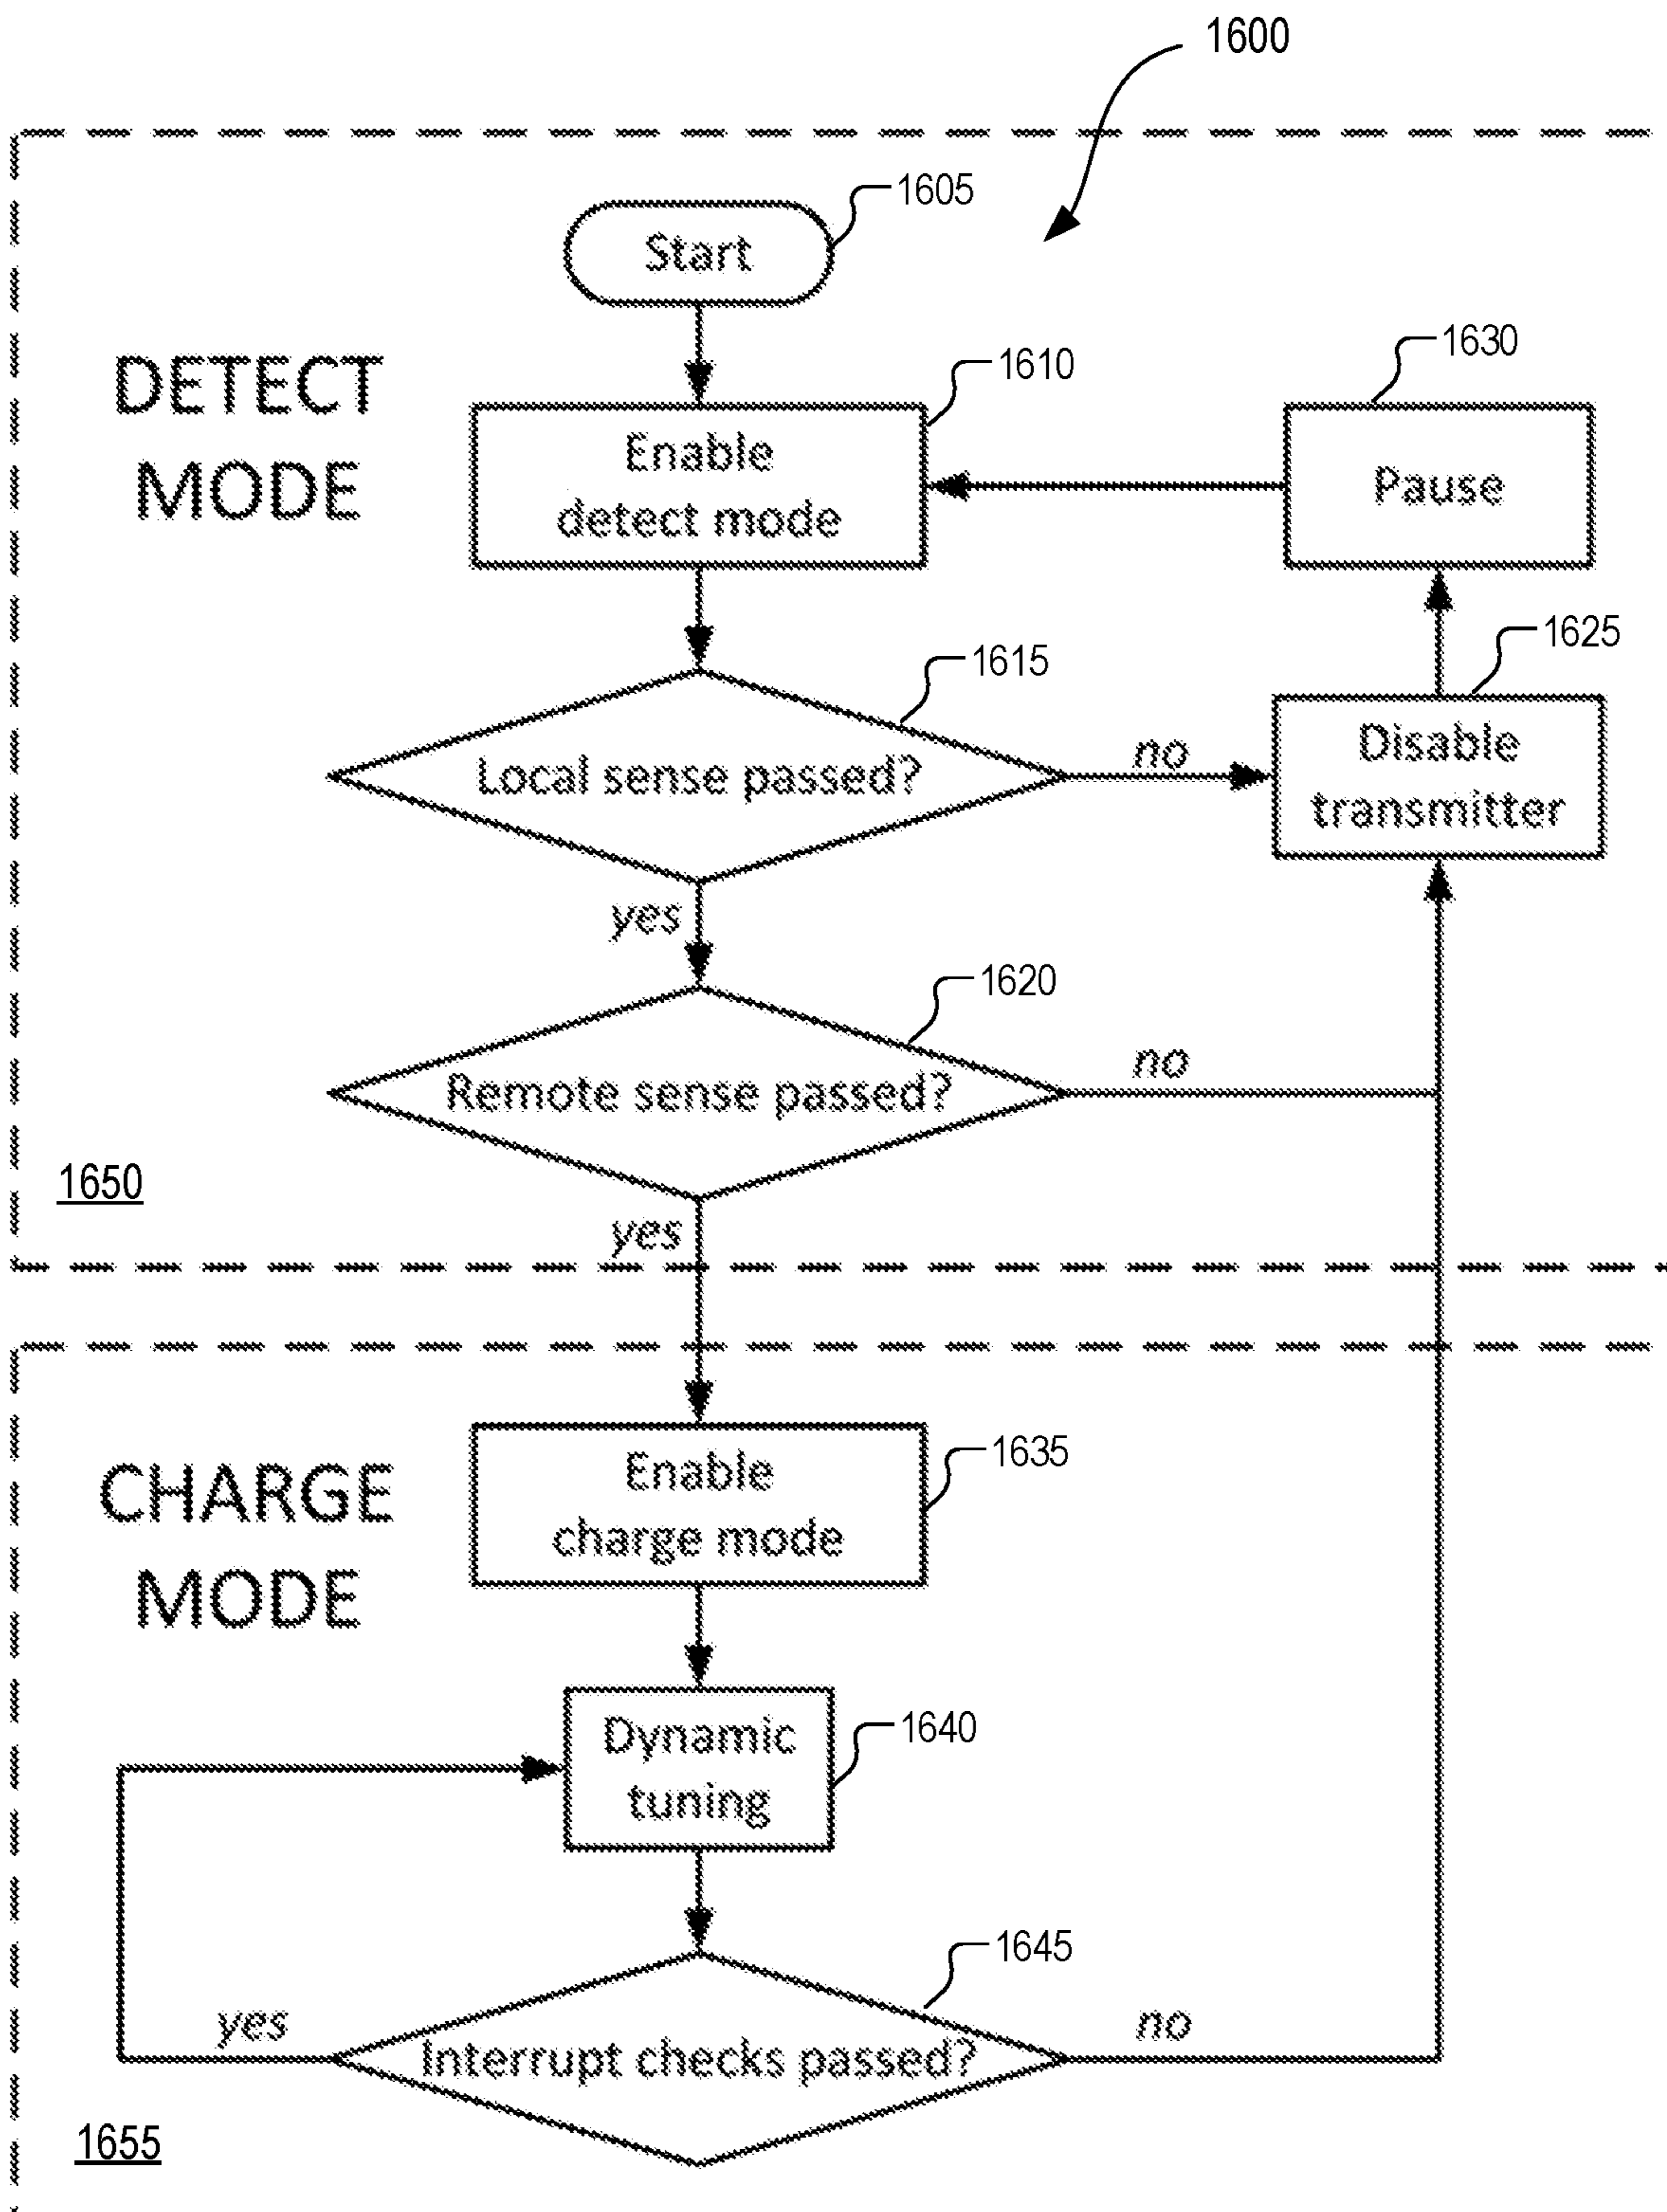 1600
1605
Start
DETECT
MODE
1610
Enable
detect mode
1630
Pause
1615
Local sense passed?
no
1625
Disable
transmitter
yes
1620
Remote sense passed?
no
1650
yes
CHARGE
MODE
1635
Enable
charge mode
1640
Dynamic
tuning
1645
yes
Interrupt checks passed?
no
1655